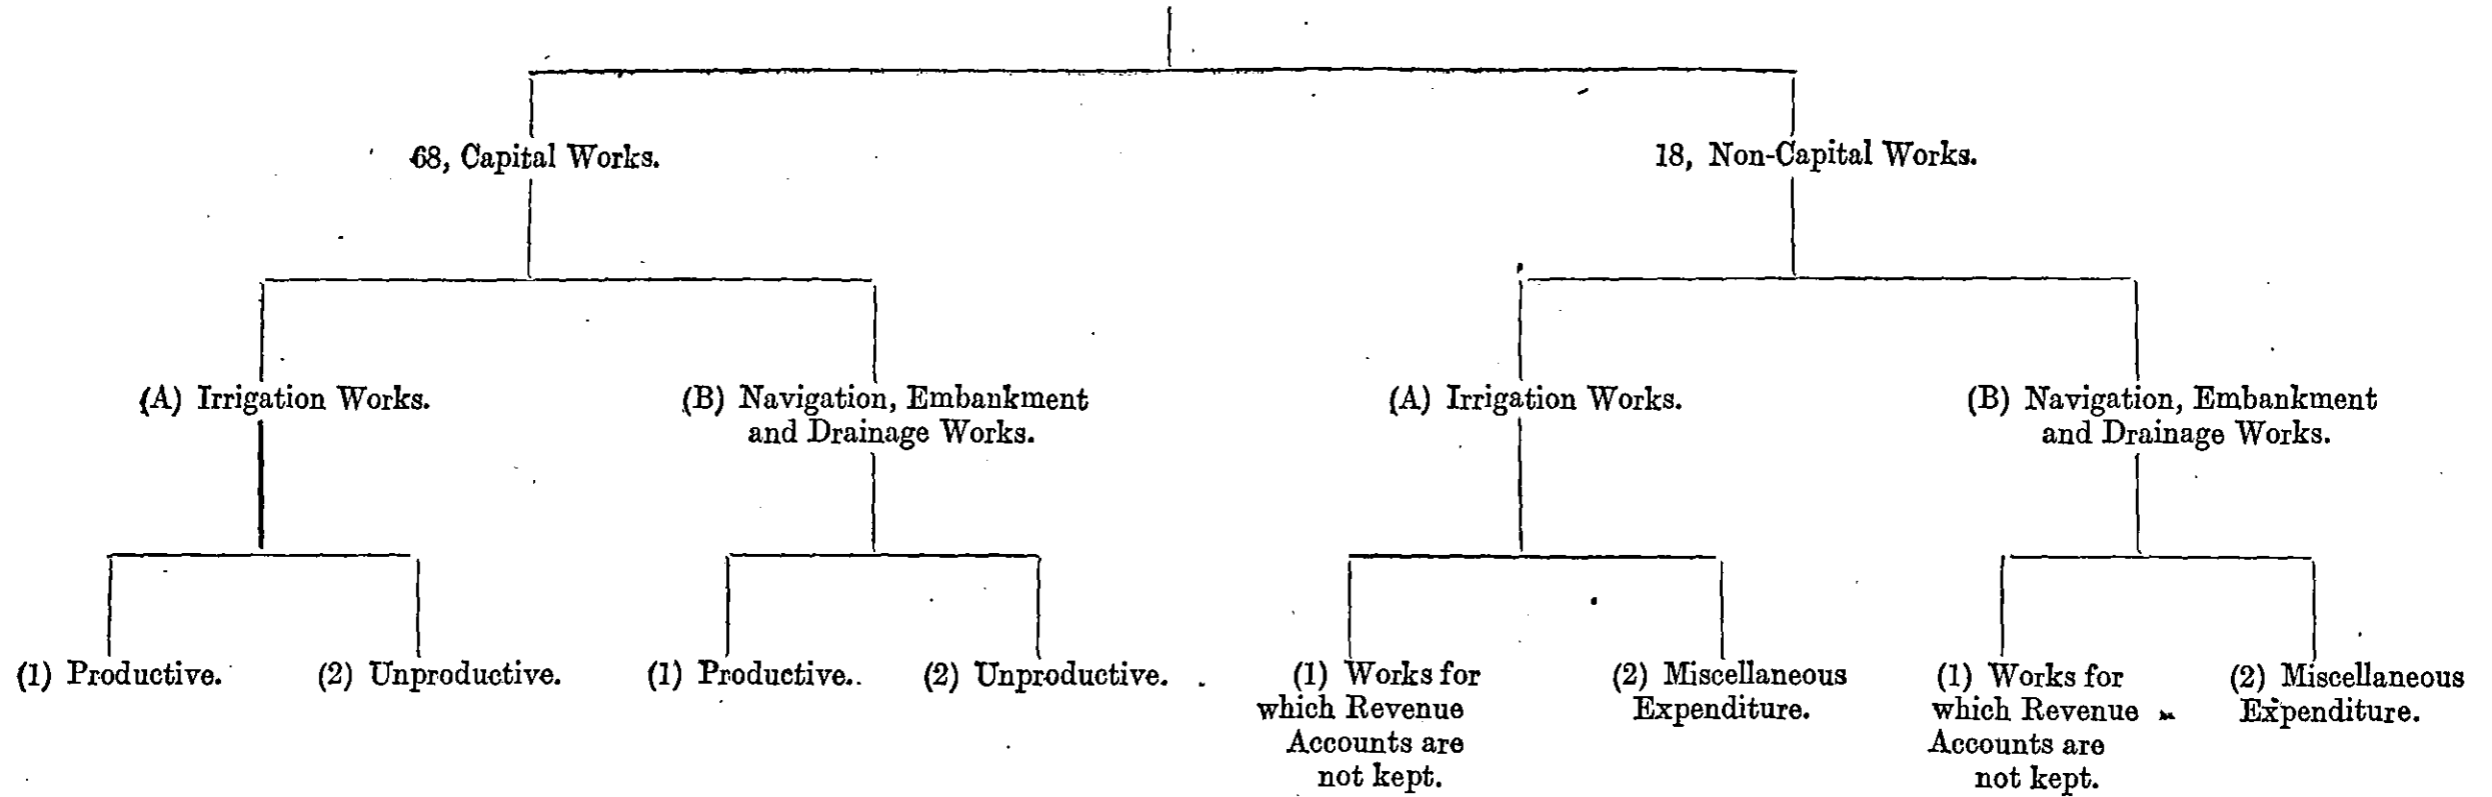 68, Capital Works.
18, Non-Capital Works.
(A) Irrigation Works.
(B) Navigation, Embankment
and Drainage Works.
(A) Irrigation Works.
(B) Navigation, Embankment
and Drainage Works.
(1) Productive.
(2) Unproductive.
(1) Productive.
(2) Unproductive.
(1) Works for
which Revenue
Accounts are
not kept.
(2) Miscellaneous
Expenditure.
(1) Works for
which Revenue
Accounts are
not kept.
(2) Miscellaneous
Expenditure.